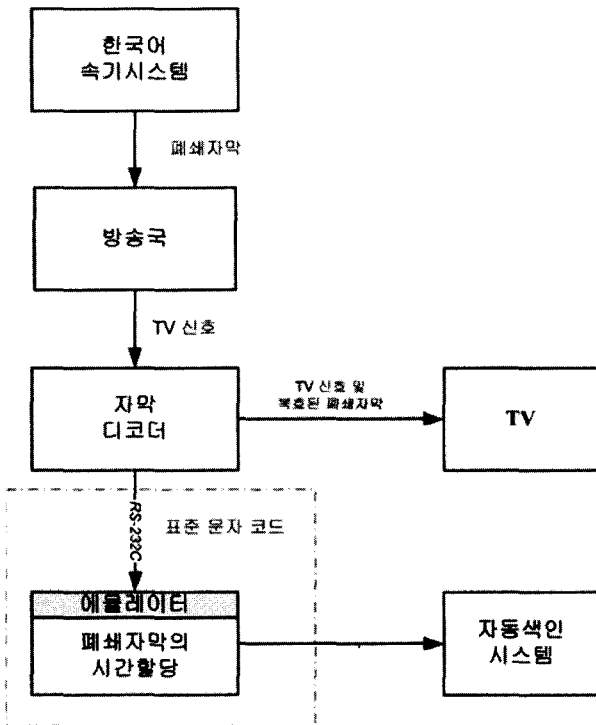 한국어
속기시스템
폐쇄자막
방송국
TV 신호
자막
디코더
TV 신호 및
복호된 폐쇄자막
TV
RS-232C
표준 문자 코드
에뮬레이터
폐쇄자막의
시간할당
자동색인
시스템